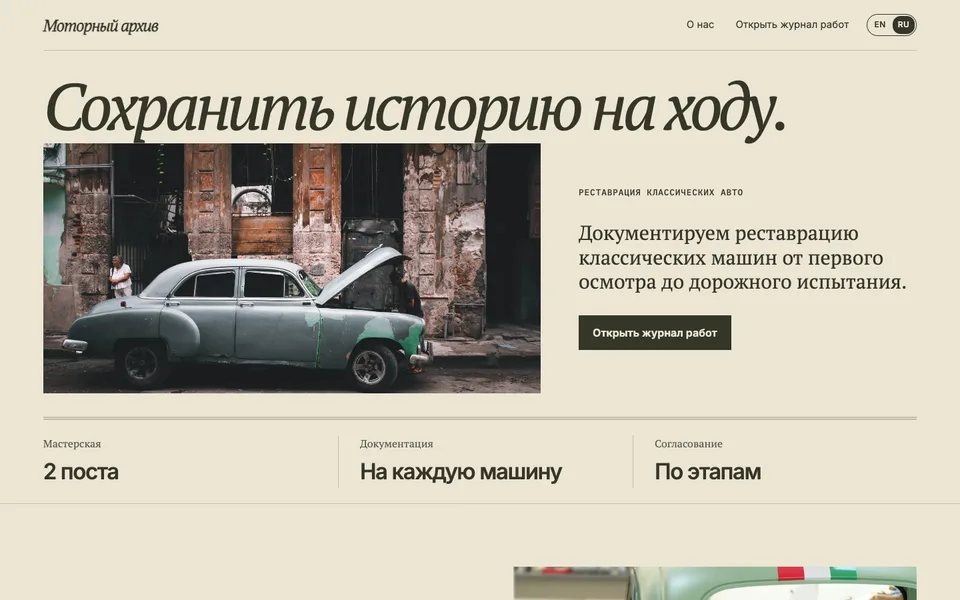 Моторный архив
О нас
Открыть журнал работ
EN
RU
Сохранить историю на ходу.
РЕСТАВРАЦИЯ КЛАССИЧЕСКИХ АВТО
Документируем реставрацию
классических машин от первого
осмотра до дорожного испытания.
Открыть журнал работ
Мастерская
2 поста
Документация
На каждую машину
Согласование
По этапам